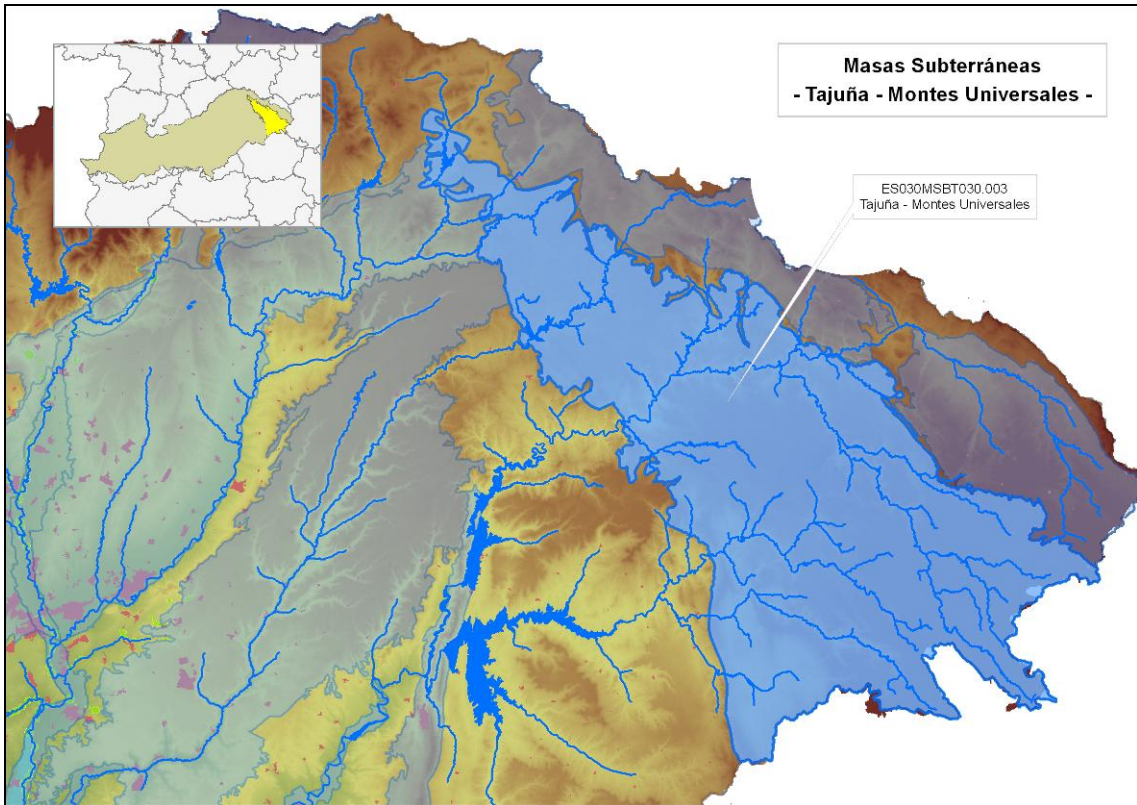 Masas Subterráneas
- Tajuña - Montes Universales -
ES030MSBT030.003
Tajuña - Montes Universales